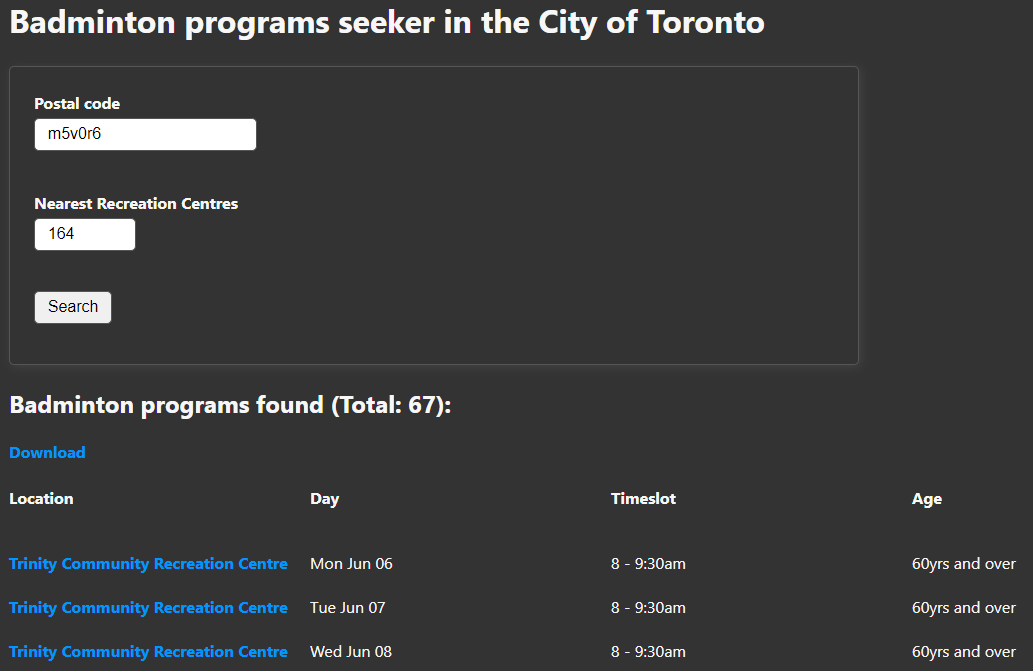 Badminton programs seeker in the City of Toronto
Postal code
m5v0r6
Nearest Recreation Centres
164
Search
Badminton programs found (Total: 67):
Download
Location Day Timeslot Age
Trinity Community Recreation Centre Mon Jun 06 8 - 9:30am 60yrs and over
Trinity Community Recreation Centre Tue Jun 07 8 - 9:30am 60yrs and over
Trinity Community Recreation Centre Wed Jun 08 8 - 9:30am 60yrs and over